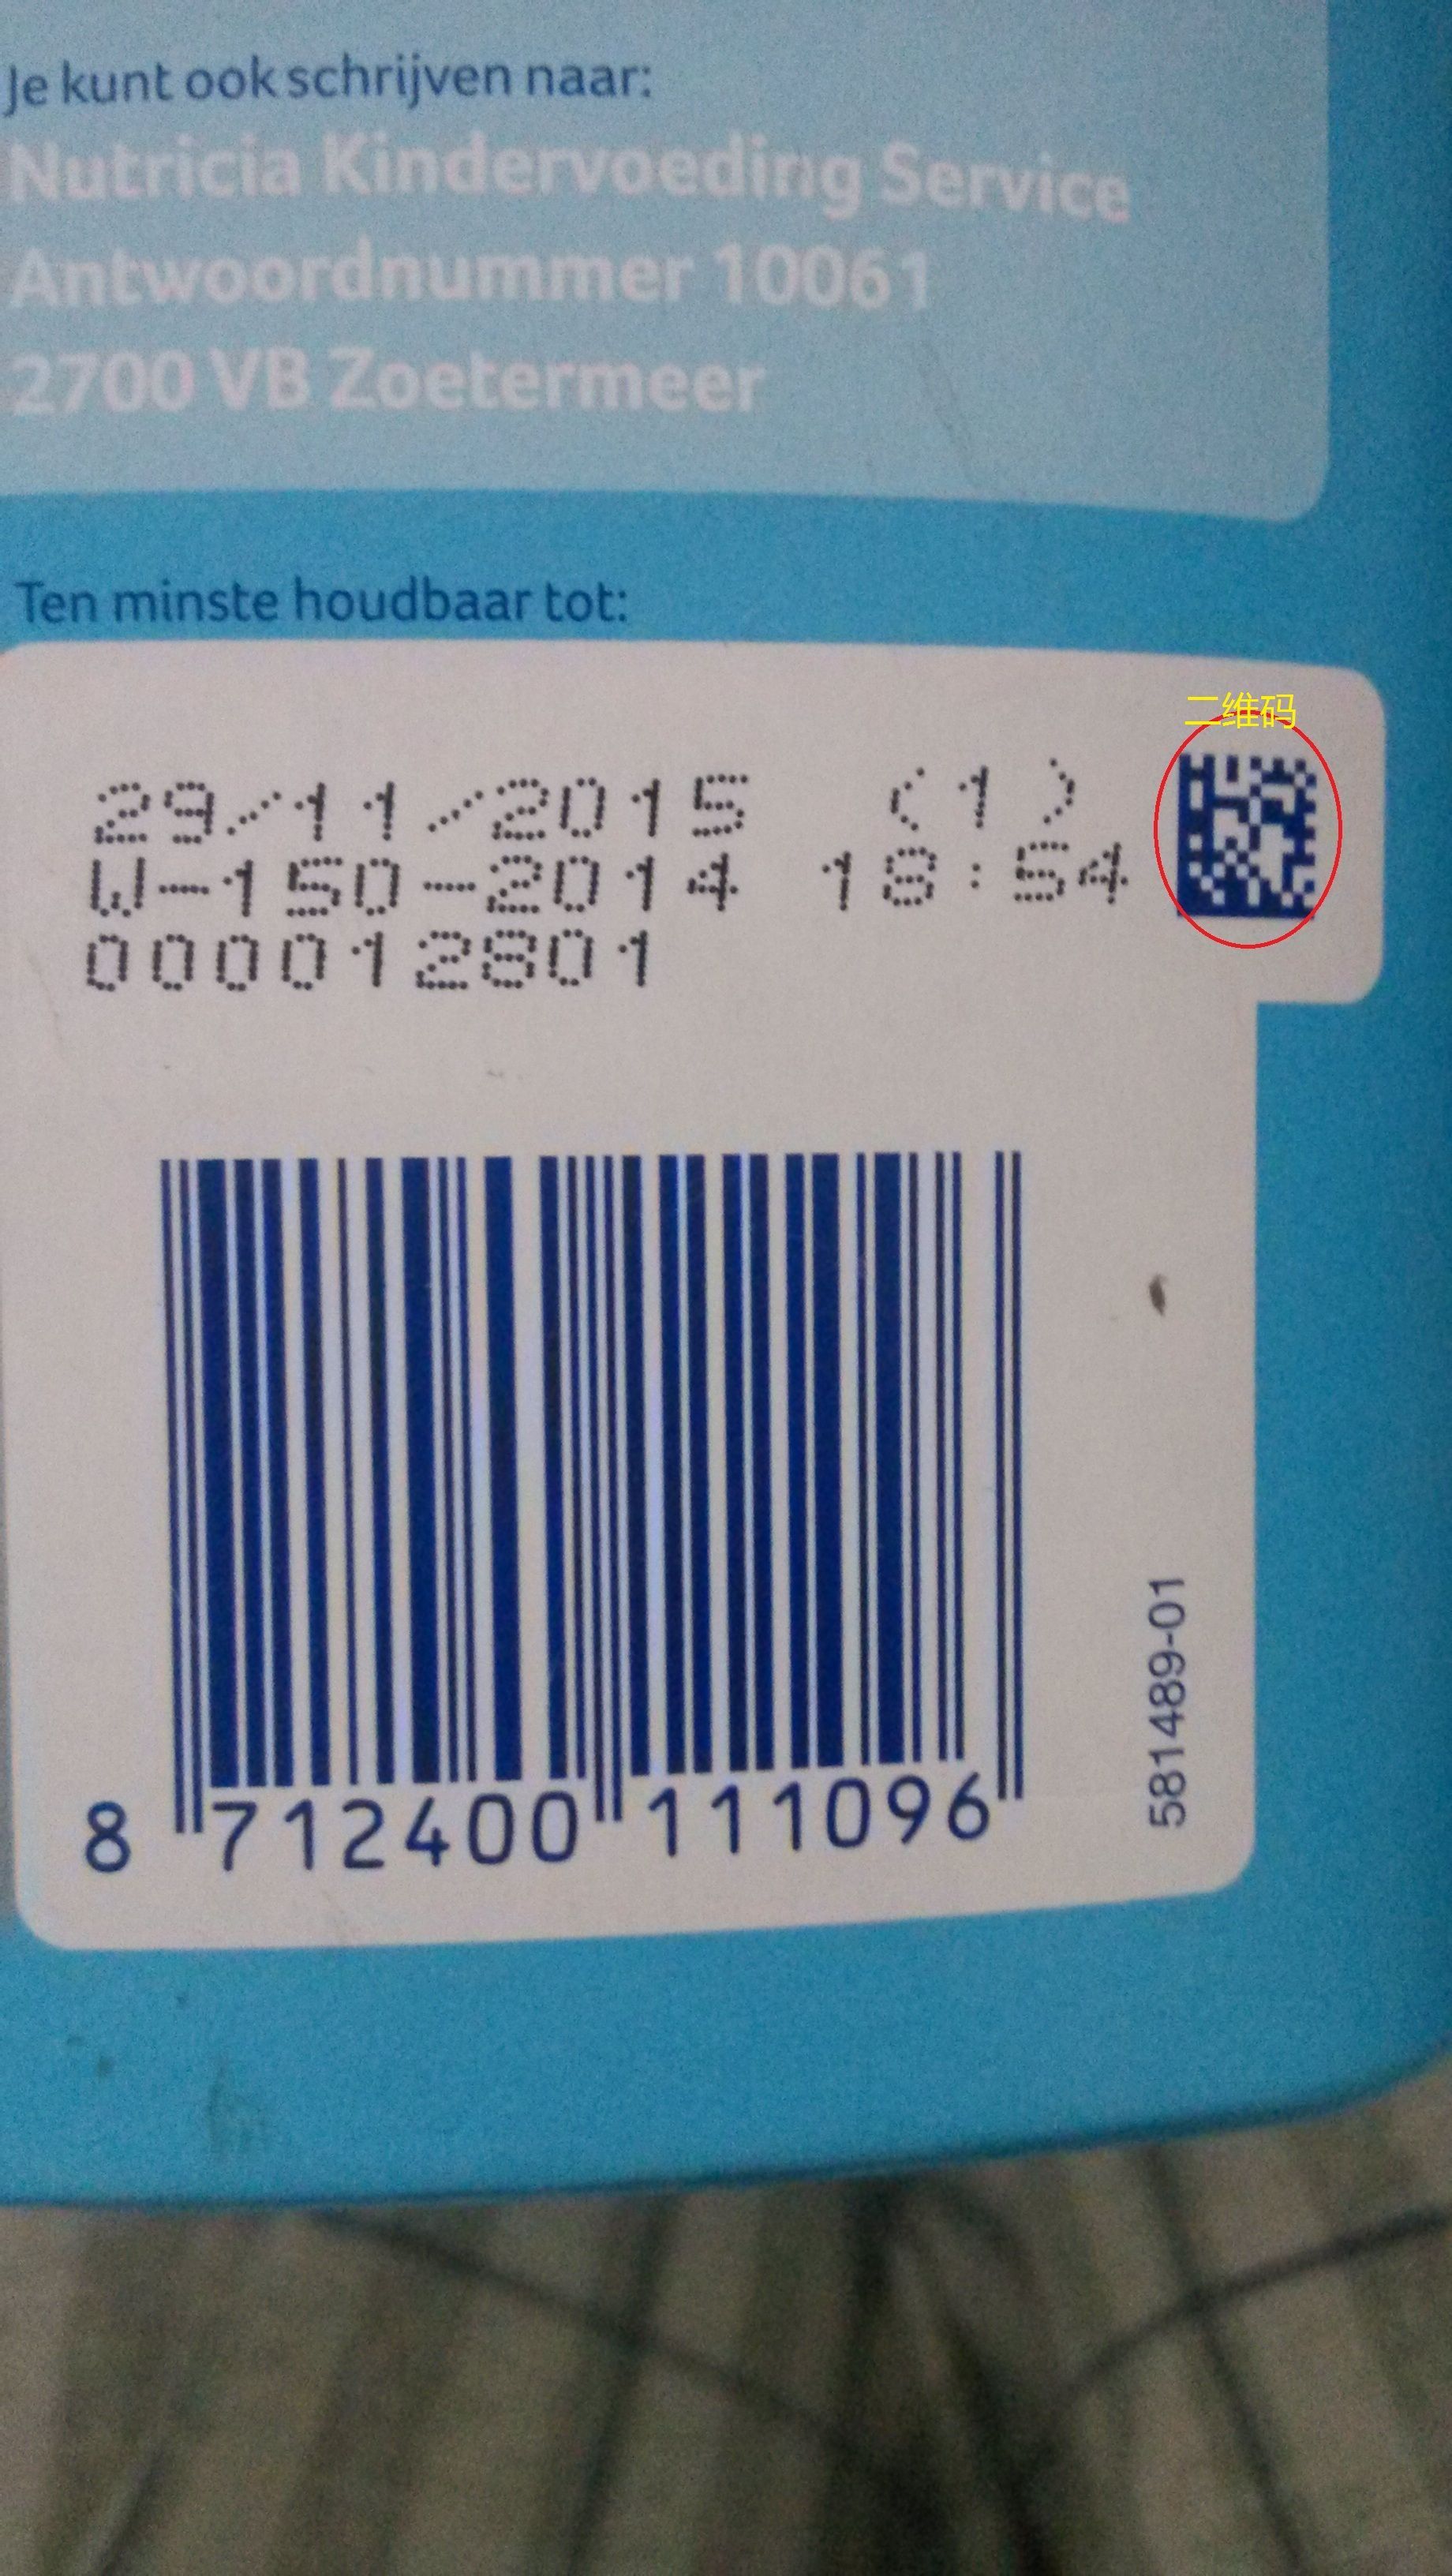 Je kunt ook schrijven naar:
Nutricia Kindervoeding Service
Antwoordnummer 10061
2700 VB Zoetermeer
Ten minste houdbaar tot:
二维码
29/11/2015 <1>
W-150-2014 18:54
000012801
8 712400 111096
581489-01